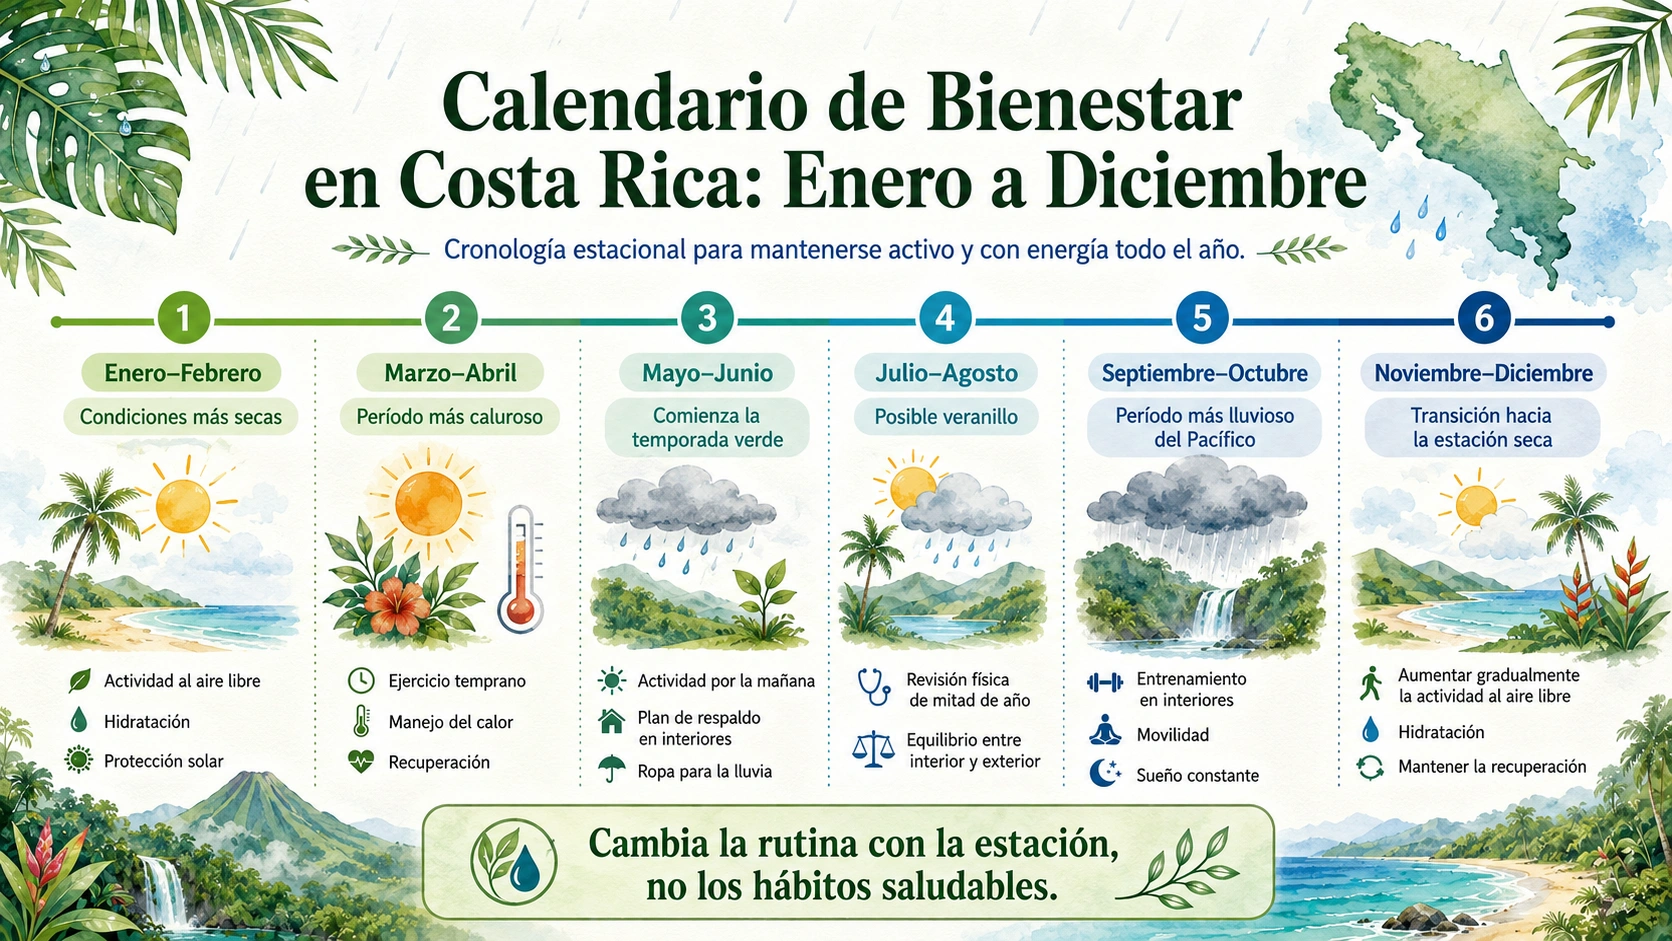 Calendario de Bienestar
en Costa Rica: Enero a Diciembre
Cronología estacional para mantenerse activo y con energía todo el año.
1
Enero–Febrero
Condiciones más secas
Actividad al aire libre
Hidratación
Protección solar
2
Marzo–Abril
Período más caluroso
Ejercicio temprano
Manejo del calor
Recuperación
3
Mayo–Junio
Comienza la
temporada verde
Actividad por la mañana
Plan de respaldo
en interiores
Ropa para la lluvia
4
Julio–Agosto
Posible veranillo
Revisión física
de mitad de año
Equilibrio entre
interior y exterior
5
Septiembre–Octubre
Período más lluvioso
del Pacífico
Entrenamiento
en interiores
Movilidad
Sueño constante
6
Noviembre–Diciembre
Transición hacia
la estación seca
Aumentar gradualmente
la actividad al aire libre
Hidratación
Mantener la recuperación
Cambia la rutina con la estación,
no los hábitos saludables.